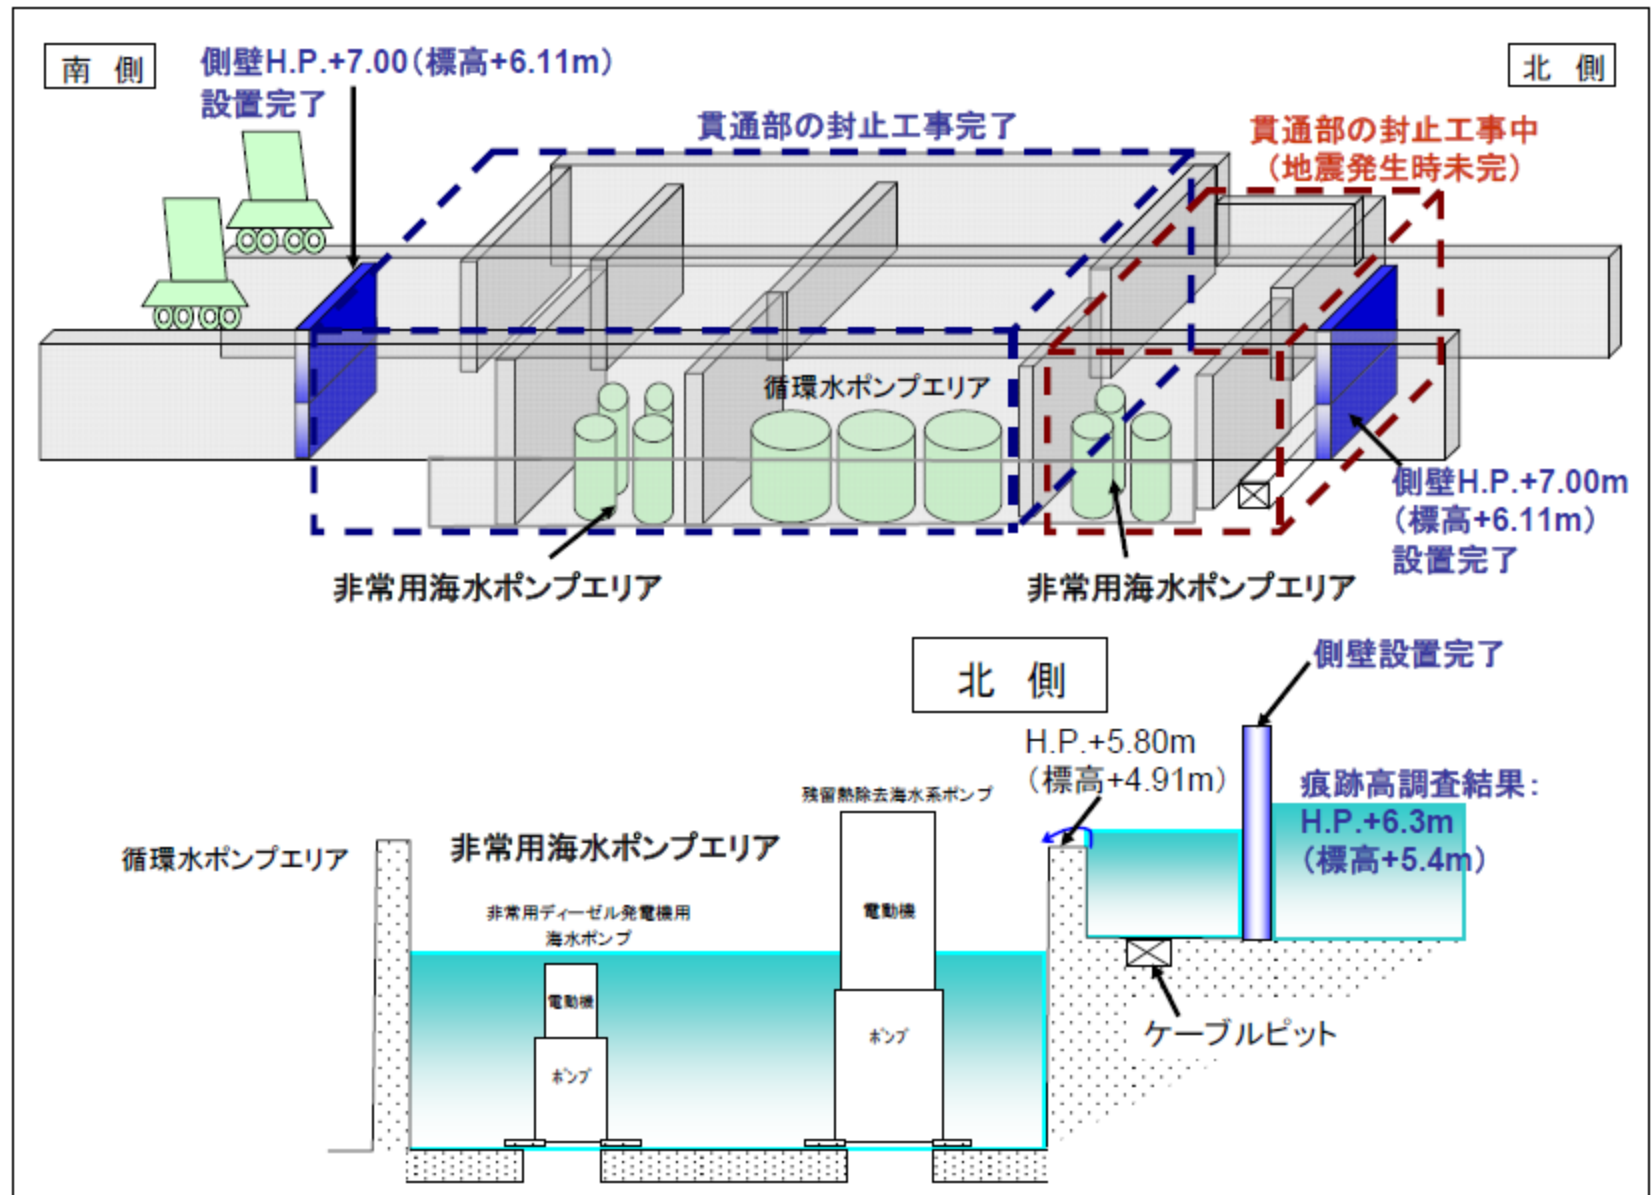 南 側
側壁H.P.+7.00(標高+6.11m)
設置完了
北 側
貫通部の封止工事完了
貫通部の封止工事中
(地震発生時未完)
循環水ポンプエリア
側壁H.P.+7.00m
(標高+6.11m)
設置完了
非常用海水ポンプエリア
非常用海水ポンプエリア
北 側
側壁設置完了
H.P.+5.80m
(標高+4.91m)
残留熱除去海水系ポンプ
痕跡高調査結果:
H.P.+6.3m
(標高+5.4m)
循環水ポンプエリア
非常用海水ポンプエリア
非常用ディーゼル発電機用
海水ポンプ
電動機
電動機
ポンプ
ポンプ
ケーブルピット